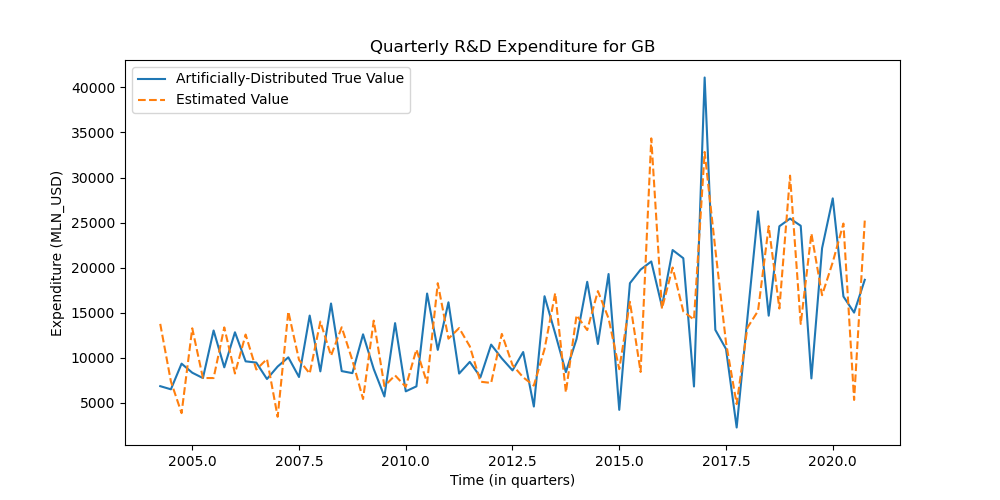 Quarterly R&D Expenditure for GB
Artificially-Distributed True Value
Estimated Value
Expenditure (MLN_USD)
40000
35000
30000
25000
20000
15000
10000
5000
2005.0 2007.5 2010.0 2012.5 2015.0 2017.5 2020.0
Time (in quarters)